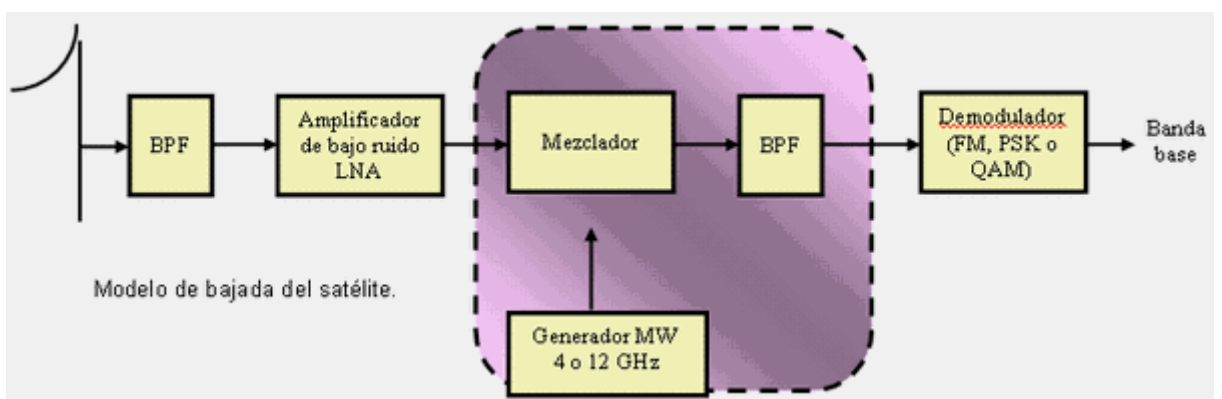 BPF
Amplificador
de bajo ruido
LNA
Mezclador
BPF
Demodulador
(FM, PSK o
QAM)
Banda
base
Modelo de bajada del satélite.
Generador MW
4 o 12 GHz